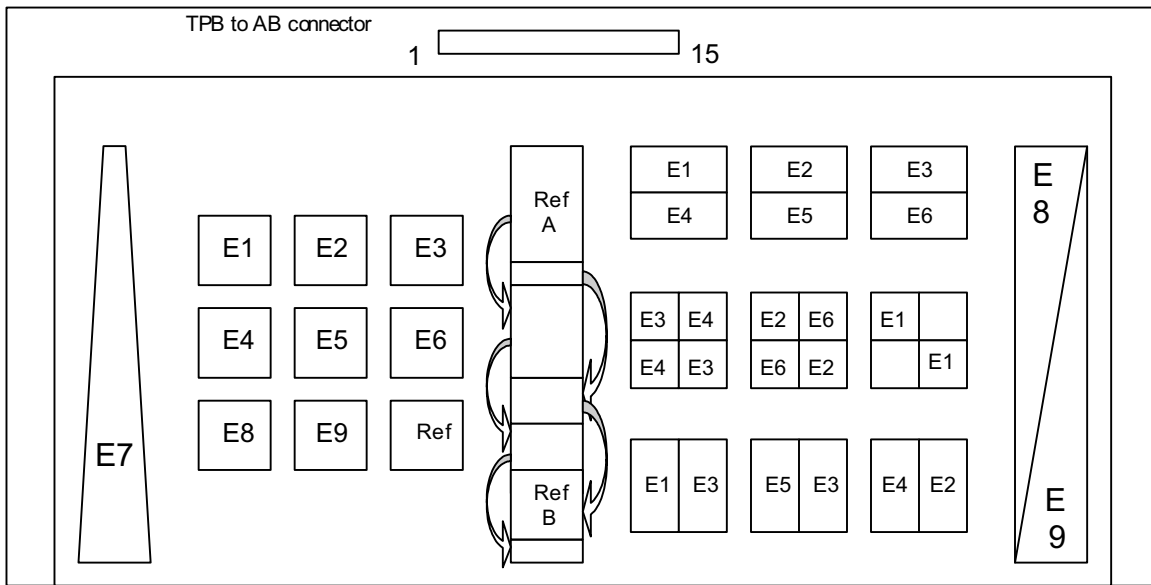 TPB to AB connector
1 15
Ref
A
E1 E2 E3
E4 E5 E6
E
8
E1 E2 E3
E4 E5 E6
E8 E9 Ref
E7
E3 E4 E2 E6 E1
E4 E3 E6 E2 E1
Ref
B
E1 E3 E5 E3 E4 E2
E
9